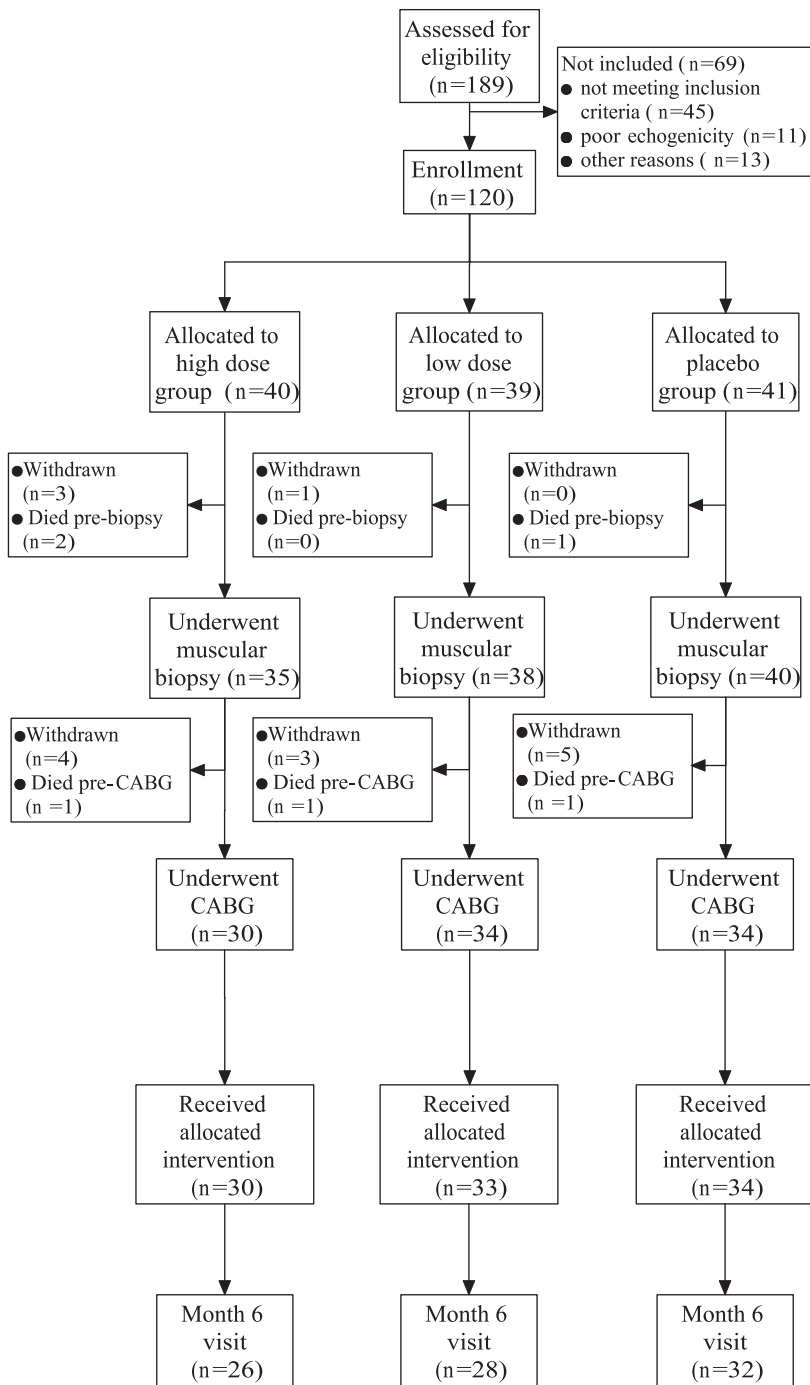 Assessed for
eligibility
(n=189)
Not included (n=69)
● not meeting inclusion
criteria ( n=45)
● poor echogenicity (n=11)
● other reasons ( n=13)
Enrollment
(n=120)
Allocated to
high dose
group (n=40)
Allocated to
low dose
group (n=39)
Allocated to
placebo
group (n=41)
●Withdrawn
(n=3)
● Died pre-biopsy
(n=2)
●Withdrawn
(n=1)
● Died pre-biopsy
(n=0)
●Withdrawn
(n=0)
● Died pre-biopsy
(n=1)
Underwent
muscular
biopsy (n=35)
Underwent
muscular
biopsy (n=38)
Underwent
muscular
biopsy (n=40)
●Withdrawn
(n=4)
● Died pre-CABG
(n =1)
●Withdrawn
(n=3)
● Died pre-CABG
(n =1)
●Withdrawn
(n=5)
● Died pre-CABG
(n =1)
Underwent
CABG
(n=30)
Underwent
CABG
(n=34)
Underwent
CABG
(n=34)
Received
allocated
intervention
(n=30)
Received
allocated
intervention
(n=33)
Received
allocated
intervention
(n=34)
Month 6
visit
(n=26)
Month 6
visit
(n=28)
Month 6
visit
(n=32)